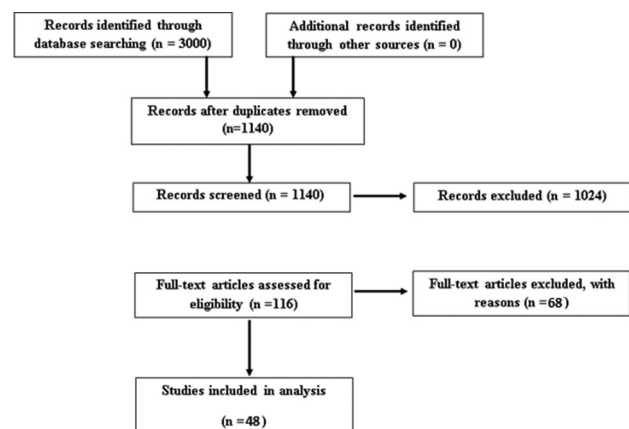 Records identified through
database searching (n = 3000)
Additional records identified
through other sources (n = 0)
Records after duplicates removed
(n=1140)
Records screened (n = 1140)
Records excluded (n = 1024)
Full-text articles assessed for
eligibility (n =116)
Full-text articles excluded, with
reasons (n =68 )
Studies included in analysis
(n =48)